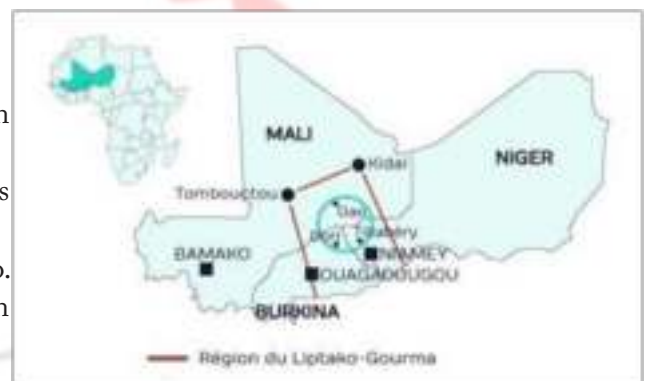 n
s
o.
n
MALI
NIGER
Kidal
Tombouctou
Gao
BAMAKO
NIAMEY
OUAGADOUGOU
BURKINA
Région du Liptako-Gourma